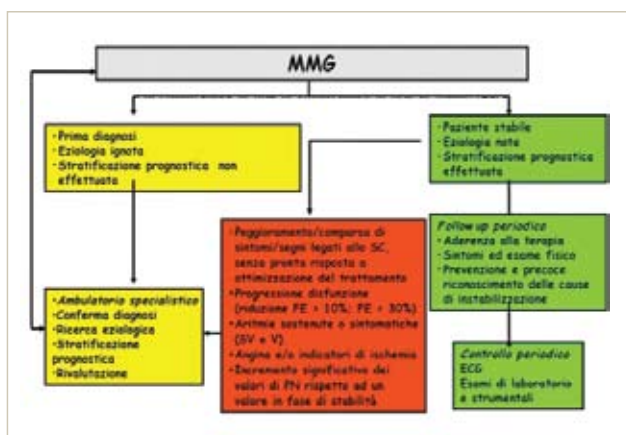 MMG
• Prima diagnosi
• Eziologia ignota
• Stratificazione prognostica non
effettuata
• Paziente stabile
• Eziologia nota
• Stratificazione prognostica
effettuata
• Peggioramento/comparsa di
sintomi/segni legati allo SC,
senza pronta risposta a
ottimizzazione del trattamento
• Progressione disfunzione
(riduzione FE > 10%; FE < 30%)
• Aritmie sostenute o sintomatiche
(SV e V)
• Angina e/o indicatori di ischemia
• Incremento significativo dei
valori di PN rispetto ad un
valore in fase di stabilità
Follow up periodico
• Aderenza alla terapia
• Sintomi ed esame fisico
• Prevenzione e precoce
riconoscimento delle cause
di instabilizzazione
• Ambulatorio specialistico
• Conferma diagnosi
• Ricerca eziologica
• Stratificazione
prognostica
• Rivalutazione
Controllo periodico
ECG
Esami di laboratorio
o strumentali